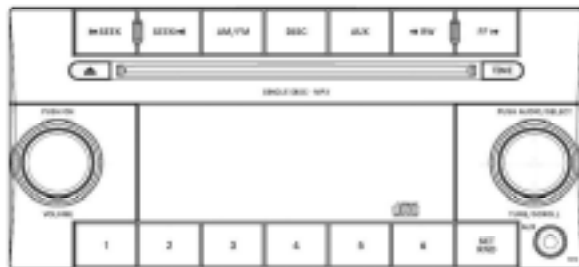 SEEK SEEK AM/FM DISC AUX RW FF
TIME
SINGLE DISC - MP3
PUSH/ON PUSH AUDIO/SELECT
VOLUME TUNE/SCROLL
AUX
1 2 3 4 5 6 SET
RND